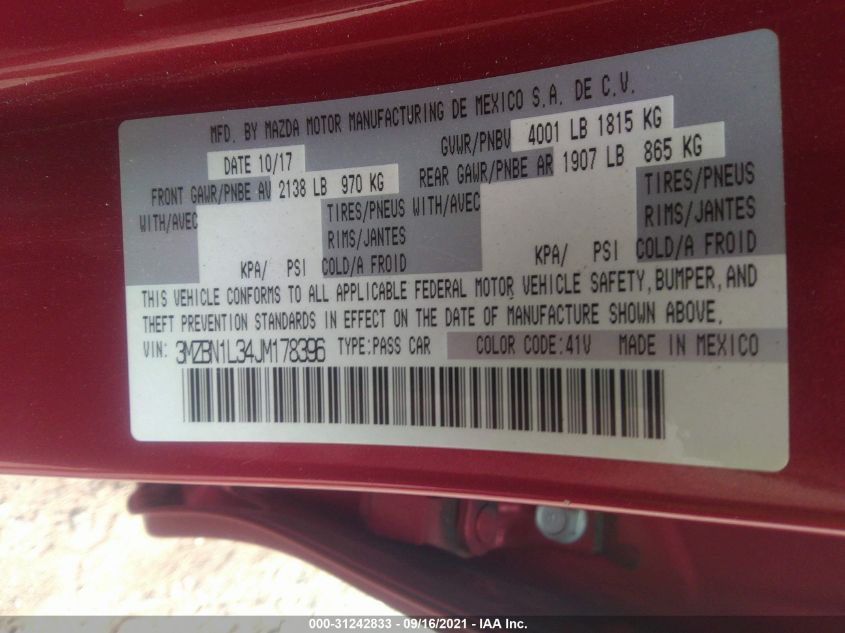 MFD. BY MAZDA MOTOR MANUFACTURING DE MEXICO S.A. DE C.V.
DATE 10/17 GVWR/PNBV 4001 LB 1815 KG
FRONT GAWR/PNBE AV 2138 LB 970 KG REAR GAWR/PNBE AR 1907 LB 865 KG
WITH/AVEC TIRES/PNEUS WITH/AVEC TIRES/PNEUS
RIMS/JANTES RIMS/JANTES
KPA/ PSI COLD/A FROID KPA/ PSI COLD/A FROID
THIS VEHICLE CONFORMS TO ALL APPLICABLE FEDERAL MOTOR VEHICLE SAFETY, BUMPER, AND
THEFT PREVENTION STANDARDS IN EFFECT ON THE DATE OF MANUFACTURE SHOWN ABOVE.
VIN: 3MZBN1L34JM178396 TYPE:PASS CAR COLOR CODE:41V MADE IN MEXICO
000-31242833 - 09/16/2021 - IAA Inc.